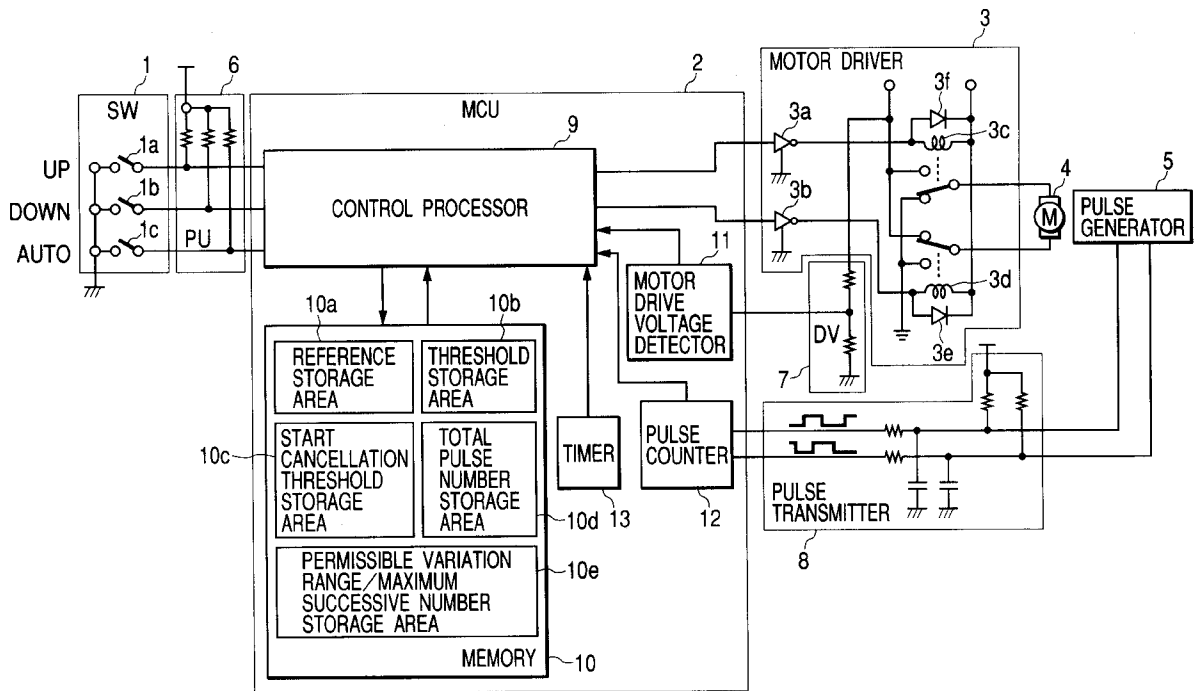 1
SW
6
2
MCU
3
MOTOR DRIVER
3f
3a
3c
9
CONTROL PROCESSOR
UP
1a
DOWN
1b
AUTO
1c
PU
3b
4
M
5
PULSE
GENERATOR
11
MOTOR
DRIVE
VOLTAGE
DETECTOR
3d
3e
DV
7
10a
10b
REFERENCE
STORAGE
AREA
THRESHOLD
STORAGE
AREA
10c
START
CANCELLATION
THRESHOLD
STORAGE
AREA
TOTAL
PULSE
NUMBER
STORAGE
AREA
10d
TIMER
13
PULSE
COUNTER
12
PULSE
TRANSMITTER
8
PERMISSIBLE VARIATION
RANGE/MAXIMUM
SUCCESSIVE NUMBER
STORAGE AREA
10e
MEMORY
10